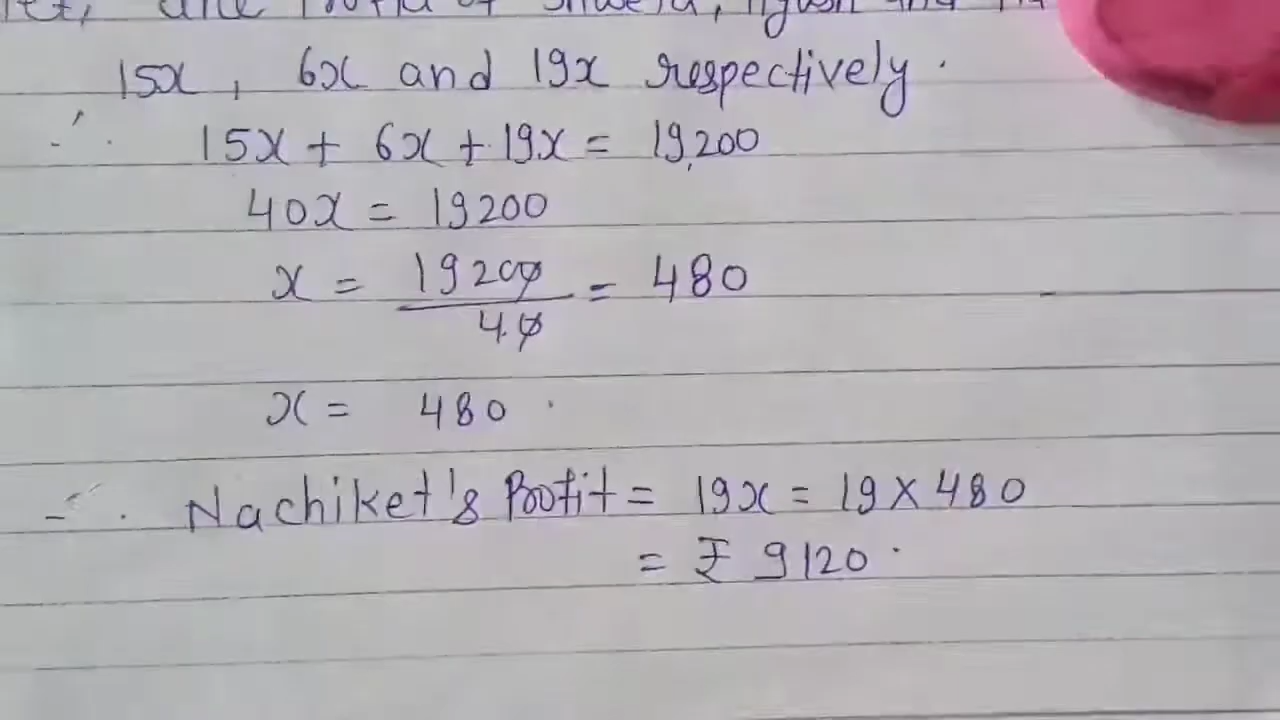 15x, 6x and 19x respectively.
∴ 15x + 6x + 19x = 19,200
40x = 19200
x = 19200/40 = 480
x = 480.
∴ Nachiket's Profit = 19x = 19 × 480
= ₹ 9120.